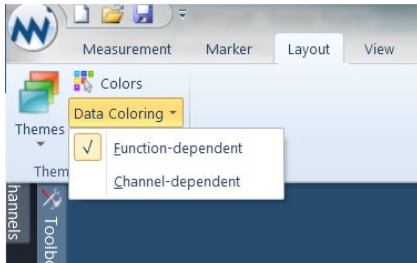 Measurement Marker Layout View
Colors
Data Coloring
Themes
Function-dependent
Channel-dependent
Them
hannels
Toolbo